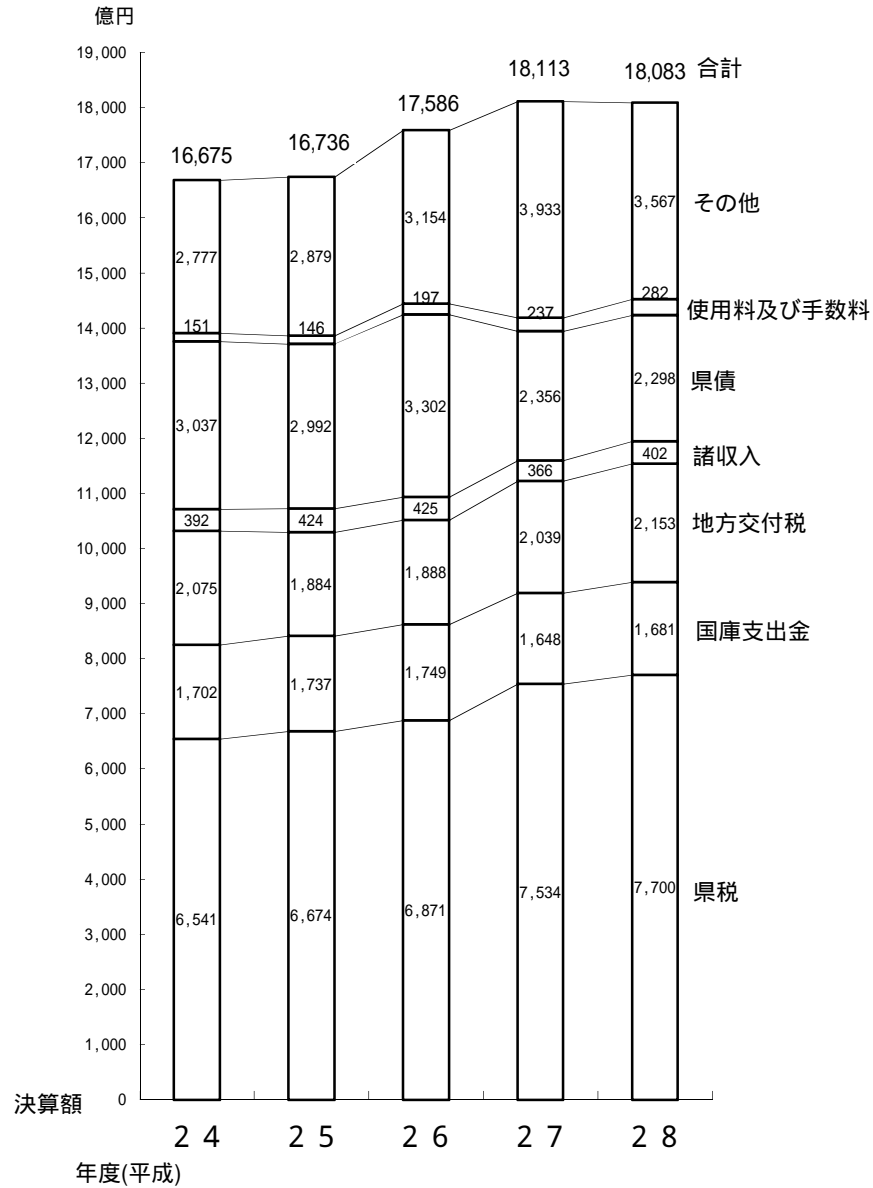 億円
19,000
18,000
17,000
16,000
15,000
14,000
13,000
12,000
11,000
10,000
9,000
8,000
7,000
6,000
5,000
4,000
3,000
2,000
1,000
0
決算額
16,675 16,736 17,586 18,113 18,083 合計
2,777 2,879 3,154 3,933 3,567 その他
151 146 197 237 282 使用料及び手数料
3,037 2,992 3,302 2,356 2,298 県債
392 424 425 366 402 諸収入
2,075 1,884 1,888 2,039 2,153 地方交付税
1,702 1,737 1,749 1,648 1,681 国庫支出金
6,541 6,674 6,871 7,534 7,700 県税
24 25 26 27 28
年度(平成)